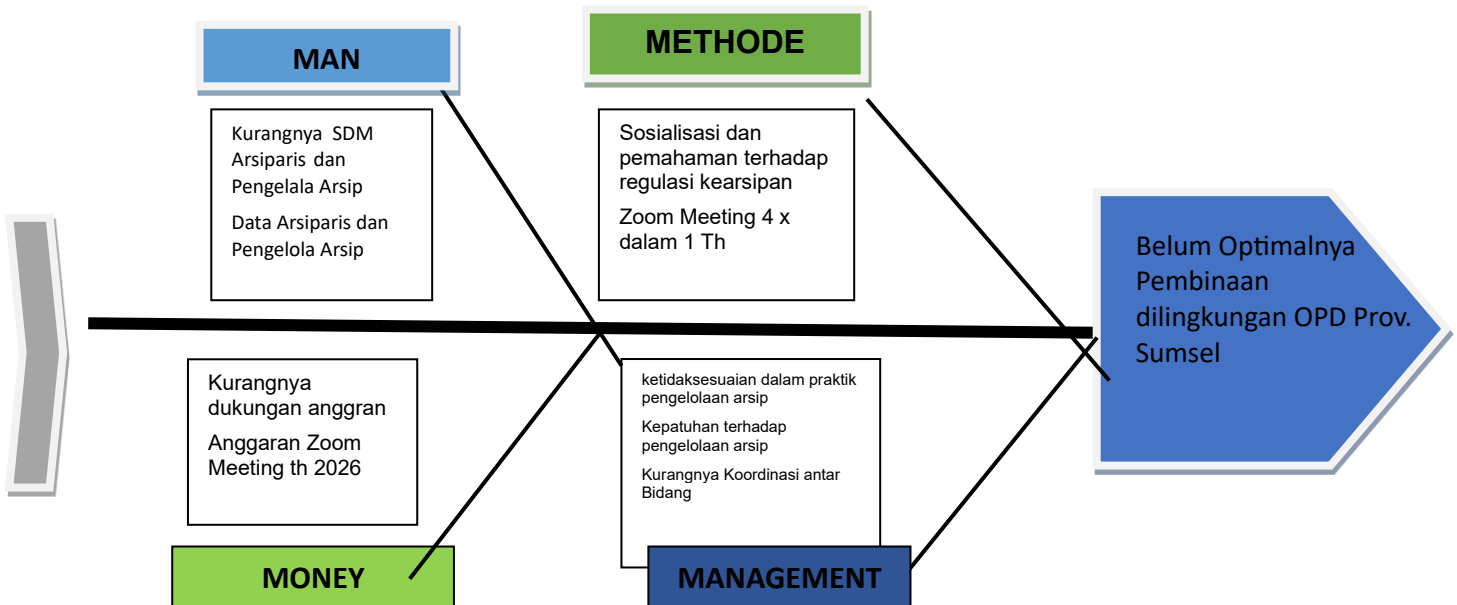 MAN
METHODE
Kurangnya SDM
Arsiparis dan
Pengelala Arsip
Data Arsiparis dan
Pengelola Arsip
Sosialisasi dan
pemahaman terhadap
regulasi kearsipan
Zoom Meeting 4 x
dalam 1 Th
Belum Optimalnya
Pembinaan
dilingkungan OPD Prov.
Sumsel
Kurangnya
dukungan anggran
Anggaran Zoom
Meeting th 2026
ketidaksesuaian dalam praktik
pengelolaan arsip
Kepatuhan terhadap
pengelolaan arsip
Kurangnya Koordinasi antar
Bidang
MONEY
MANAGEMENT